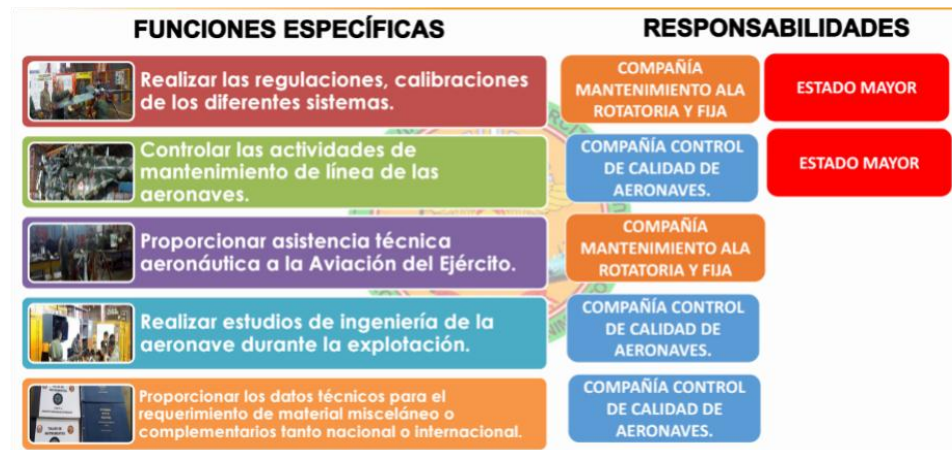 FUNCIONES ESPECÍFICAS
RESPONSABILIDADES
Realizar las regulaciones, calibraciones
de los diferentes sistemas.
COMPAÑÍA
MANTENIMIENTO ALA
ROTATORIA Y FIJA
ESTADO MAYOR
Controlar las actividades de
mantenimiento de línea de las
aeronaves.
COMPAÑÍA CONTROL
DE CALIDAD DE
AERONAVES.
ESTADO MAYOR
Proporcionar asistencia técnica
aeronáutica a la Aviación del Ejército.
COMPAÑÍA
MANTENIMIENTO ALA
ROTATORIA Y FIJA
Realizar estudios de ingeniería de la
aeronave durante la explotación.
COMPAÑÍA CONTROL
DE CALIDAD DE
AERONAVES.
Proporcionar los datos técnicos para el
requerimiento de material misceláneo o
complementarios tanto nacional o internacional.
COMPAÑÍA CONTROL
DE CALIDAD DE
AERONAVES.